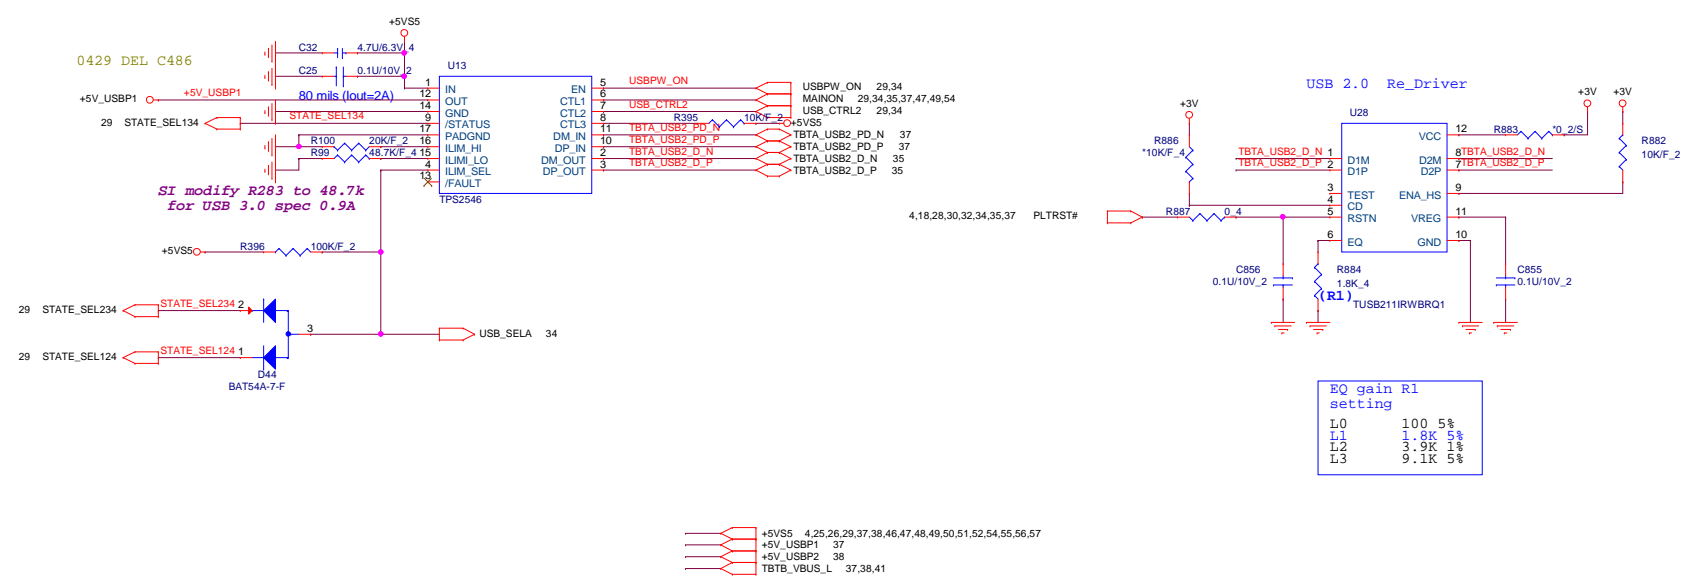 0429 DEL C486
+5VS5
C32 4.7U/6.3V_4
C25 0.1U/10V_2
80 mils (Iout=2A)
+5V_USBP1 +5V_USBP1
29 STATE_SEL134 STATE_SEL134
R100 20K/F_2
R99 48.7K/F_4
SI modify R283 to 48.7k
for USB 3.0 spec 0.9A
U13
1 IN
12 OUT
14 GND
9 /STATUS
17 PADGND
16 ILIM_HI
15 ILIMI_LO
4 ILIM_SEL
13 /FAULT
TPS2546
EN 5 USBPW_ON USBPW_ON 29,34
CTL1 6 MAINON 29,34,35,37,47,49,54
CTL2 7 USB_CTRL2 USB_CTRL2 29,34
CTL3 8 R395 10K/F_2 +5VS5
DM_IN 11 TBTA_USB2_PD_N TBTA_USB2_PD_N 37
DP_IN 10 TBTA_USB2_PD_P TBTA_USB2_PD_P 37
DM_OUT 2 TBTA_USB2_D_N TBTA_USB2_D_N 35
DP_OUT 3 TBTA_USB2_D_P TBTA_USB2_D_P 35
+5VS5 R396 100K/F_2
29 STATE_SEL234 STATE_SEL234 2
3 USB_SELA 34
29 STATE_SEL124 STATE_SEL124 1
D44
BAT54A-7-F
USB 2.0 Re_Driver
+3V
R886
*10K/F_4
+3V
+3V
U28
VCC 12 R883 *0_2/S
R882
10K/F_2
TBTA_USB2_D_N 1 D1M
TBTA_USB2_D_P 2 D1P
D2M 8 TBTA_USB2_D_N
D2P 7 TBTA_USB2_D_P
3 TEST
4 CD
5 RSTN
6 EQ
ENA_HS 9
VREG 11
GND 10
4,18,28,30,32,34,35,37 PLTRST# R887 0_4
C856
0.1U/10V_2
R884
1.8K_4
(R1)
TUSB211IRWBRQ1
C855
0.1U/10V_2
EQ gain R1
setting
L0 100 5%
L1 1.8K 5%
L2 3.9K 1%
L3 9.1K 5%
+5VS5 4,25,26,29,37,38,46,47,48,49,50,51,52,54,55,56,57
+5V_USBP1 37
+5V_USBP2 38
TBTB_VBUS_L 37,38,41